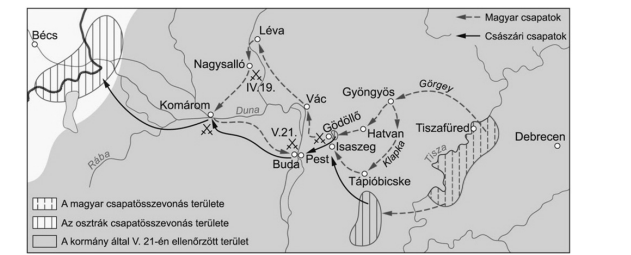 Magyar csapatok
Császári csapatok
Bécs
Léva
Nagysalló
IV.19.
Komárom
Duna
Vác
Gyöngyös
Görgey
Gödöllő
Hatvan
Tiszafüred
Debrecen
V.21.
Isaszeg
Klapka
Tisza
Buda
Pest
Tápióbicske
Rába
A magyar csapatösszevonás területe
Az osztrák csapatösszevonás területe
A kormány által V. 21-én ellenőrzött terület